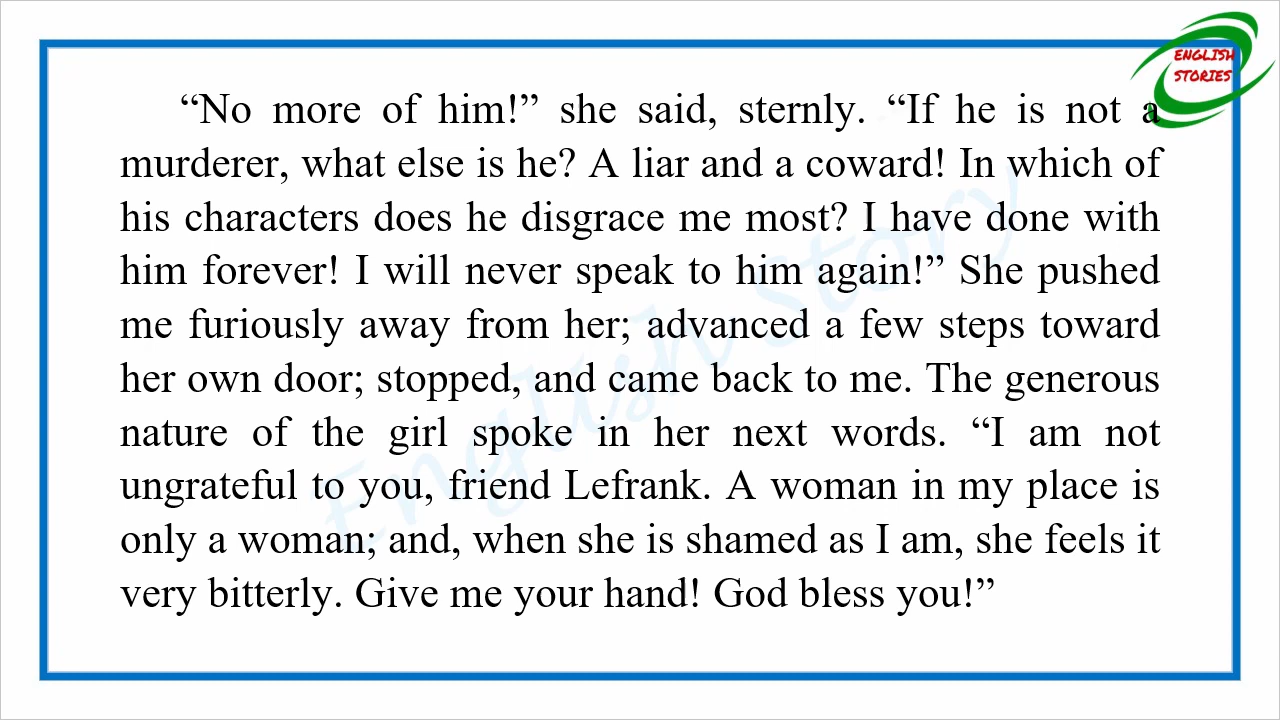 ENGLISH
STORIES
“No more of him!” she said, sternly. “If he is not a
murderer, what else is he? A liar and a coward! In which of
his characters does he disgrace me most? I have done with
him forever! I will never speak to him again!” She pushed
me furiously away from her; advanced a few steps toward
her own door; stopped, and came back to me. The generous
nature of the girl spoke in her next words. “I am not
ungrateful to you, friend Lefrank. A woman in my place is
only a woman; and, when she is shamed as I am, she feels it
very bitterly. Give me your hand! God bless you!”
English Story